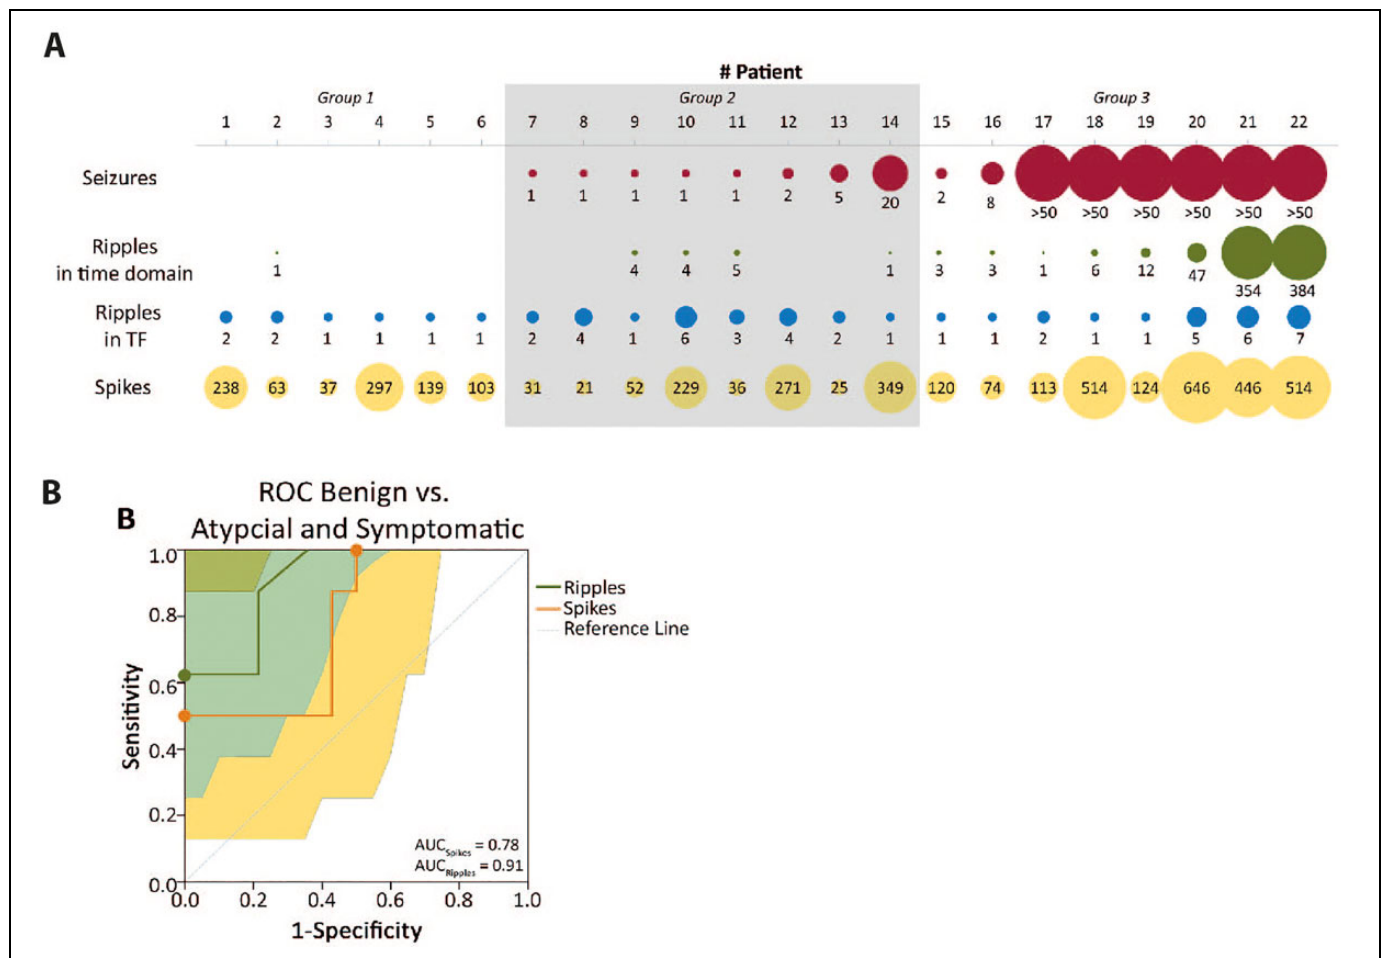 A
# Patient
Group 1 Group 2 Group 3
1 2 3 4 5 6 7 8 9 10 11 12 13 14 15 16 17 18 19 20 21 22
Seizures
1 1 1 1 1 2 5 20 2 8 >50 >50 >50 >50 >50 >50
Ripples
in time domain
1 4 4 5 1 3 3 1 6 12 47 354 384
Ripples
in TF
2 2 1 1 1 1 2 4 1 6 3 4 2 1 1 1 2 1 1 5 6 7
Spikes 238 63 37 297 139 103 31 21 52 229 36 271 25 349 120 74 113 514 124 646 446 514
B
B
ROC Benign vs.
Atypcial and Symptomatic
1.0
0.8
0.6
0.4
0.2
0.0
Sensitivity
Ripples
Spikes
Reference Line
AUCSpikes = 0.78
AUCRipples = 0.91
0.0 0.2 0.4 0.6 0.8 1.0
1-Specificity